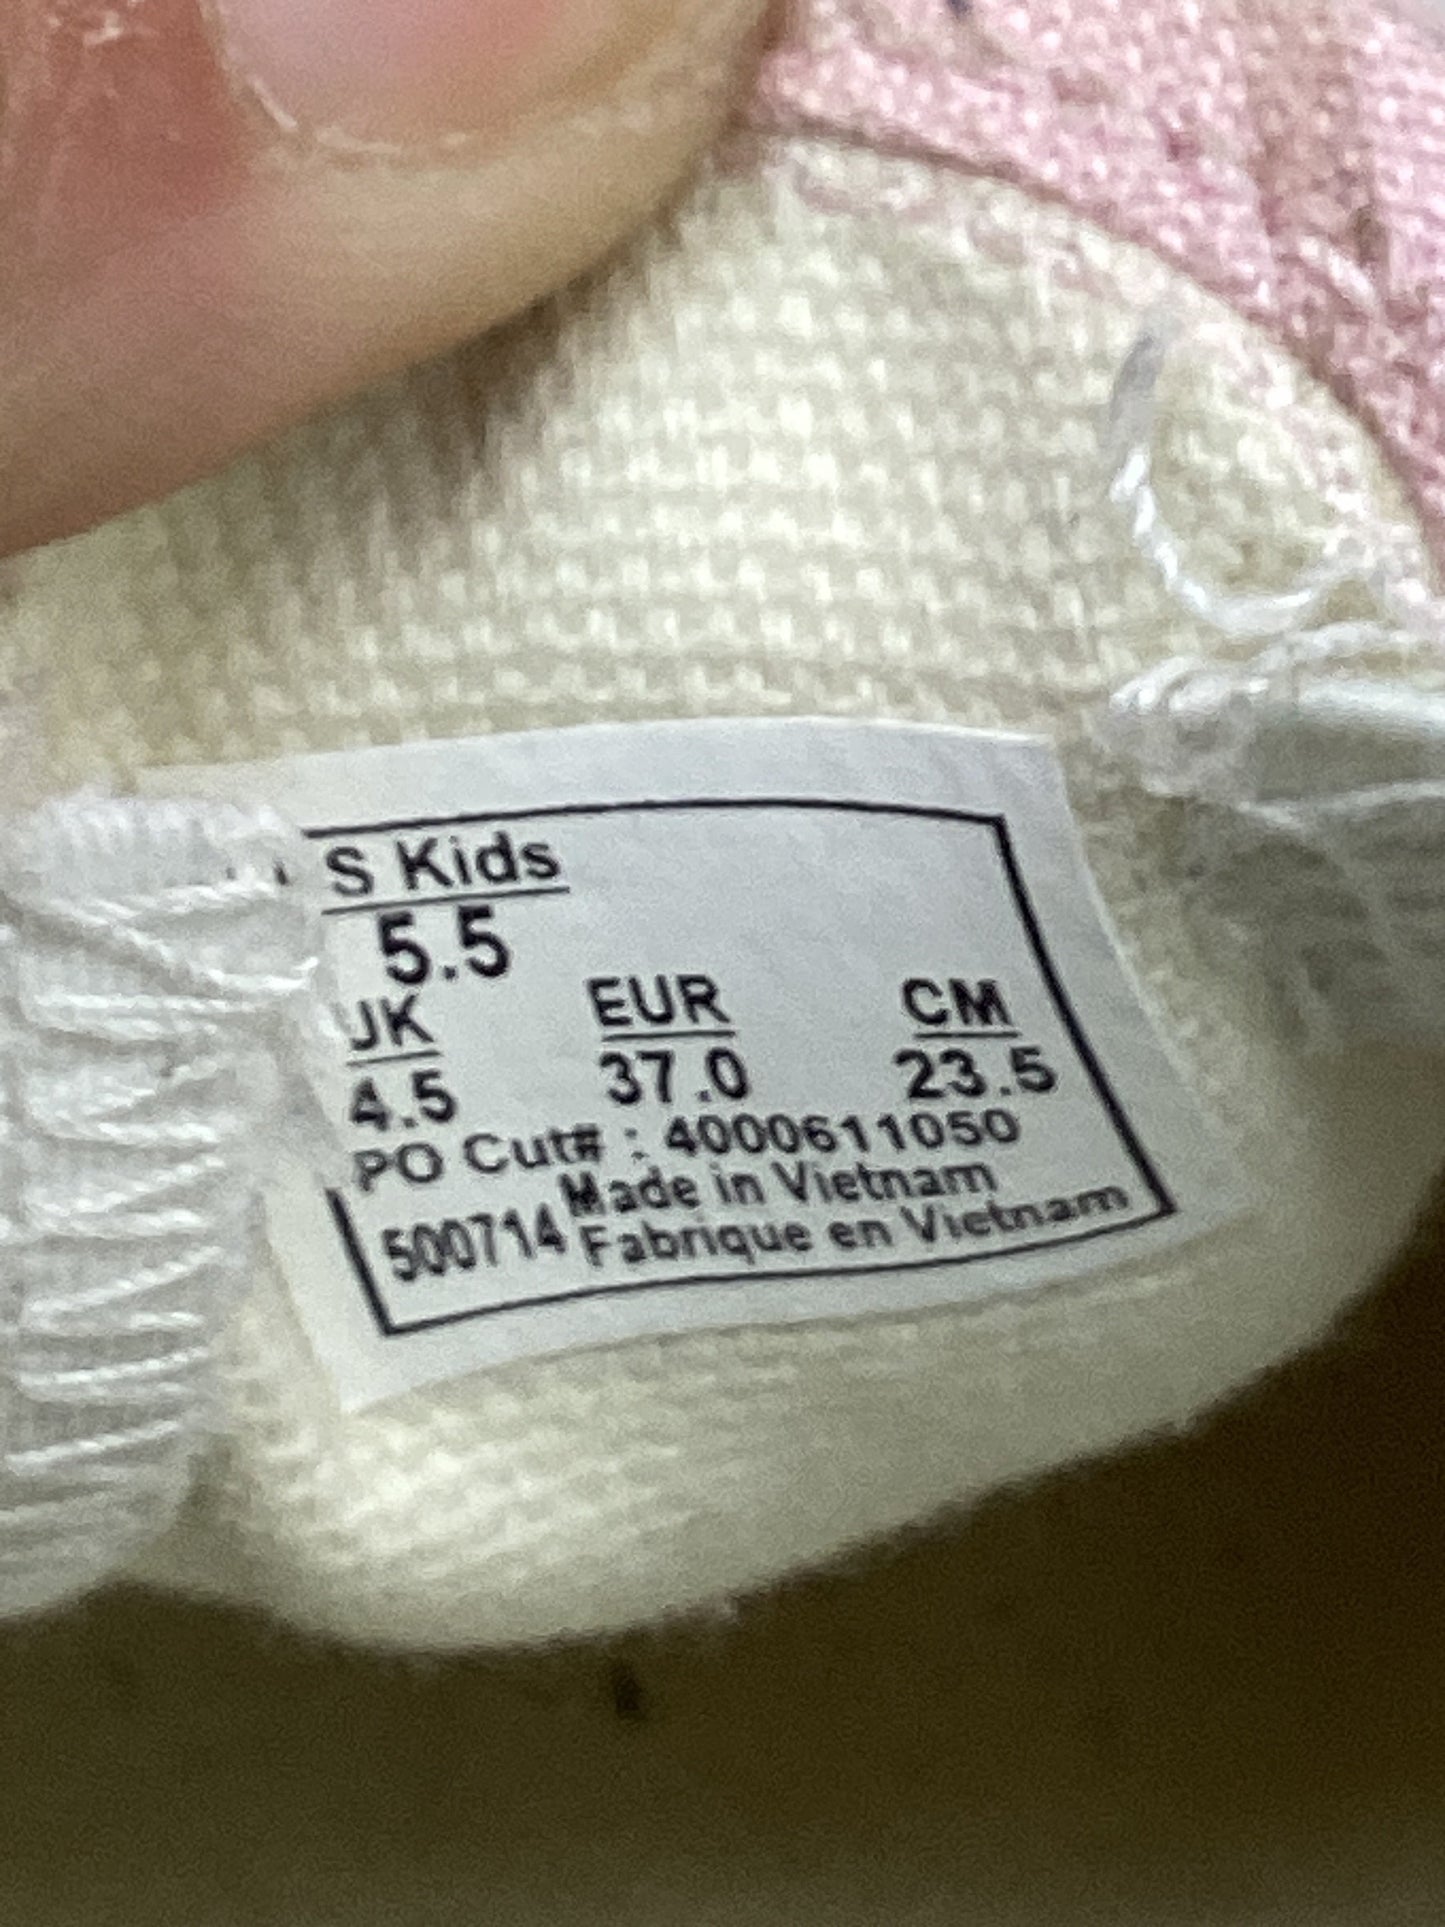 S Kids
5.5
UK EUR CM
4.5 37.0 23.5
PO Cut# : 4000611050
500714 Made in Vietnam
Fabrique en Vietnam